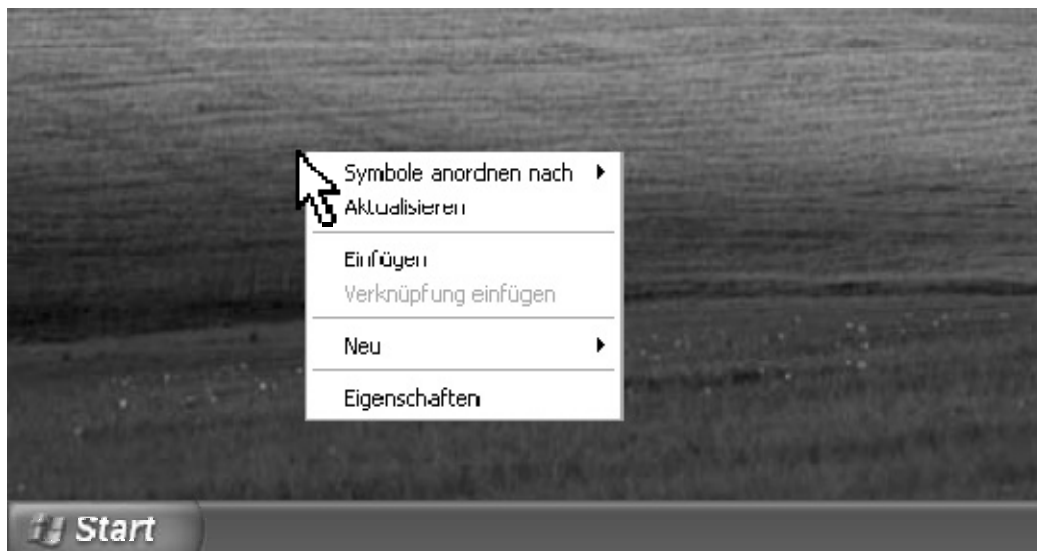 Symbole anordnen nach
Aktualisieren
Einfügen
Verknüpfung einfügen
Neu
Eigenschaften
Start